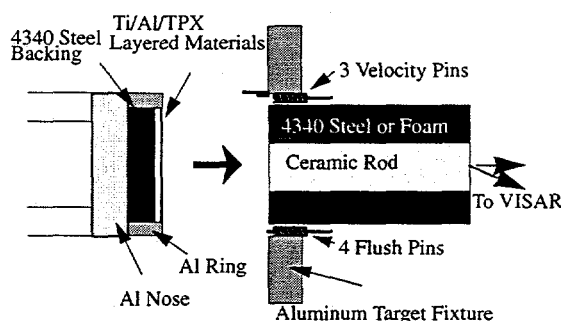 Ti/Al/TPX
4340 Steel
Layered Materials
Backing
3 Velocity Pins
4340 Steel or Foam
Ceramic Rod
To VISAR
4 Flush Pins
Al Ring
Al Nose
Aluminum Target Fixture